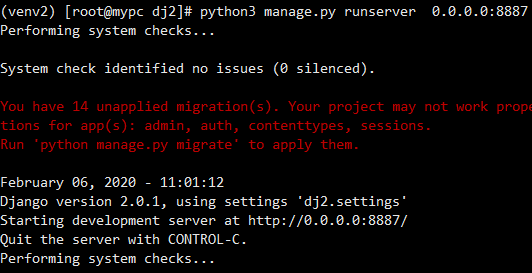 (venv2) [root@mypc dj2]# python3 manage.py runserver  0.0.0.0:8887
Performing system checks...
System check identified no issues (0 silenced).
You have 14 unapplied migration(s). Your project may not work prope
tions for app(s): admin, auth, contenttypes, sessions.
Run 'python manage.py migrate' to apply them.
February 06, 2020 - 11:01:12
Django version 2.0.1, using settings 'dj2.settings'
Starting development server at http://0.0.0.0:8887/
Quit the server with CONTROL-C.
Performing system checks...